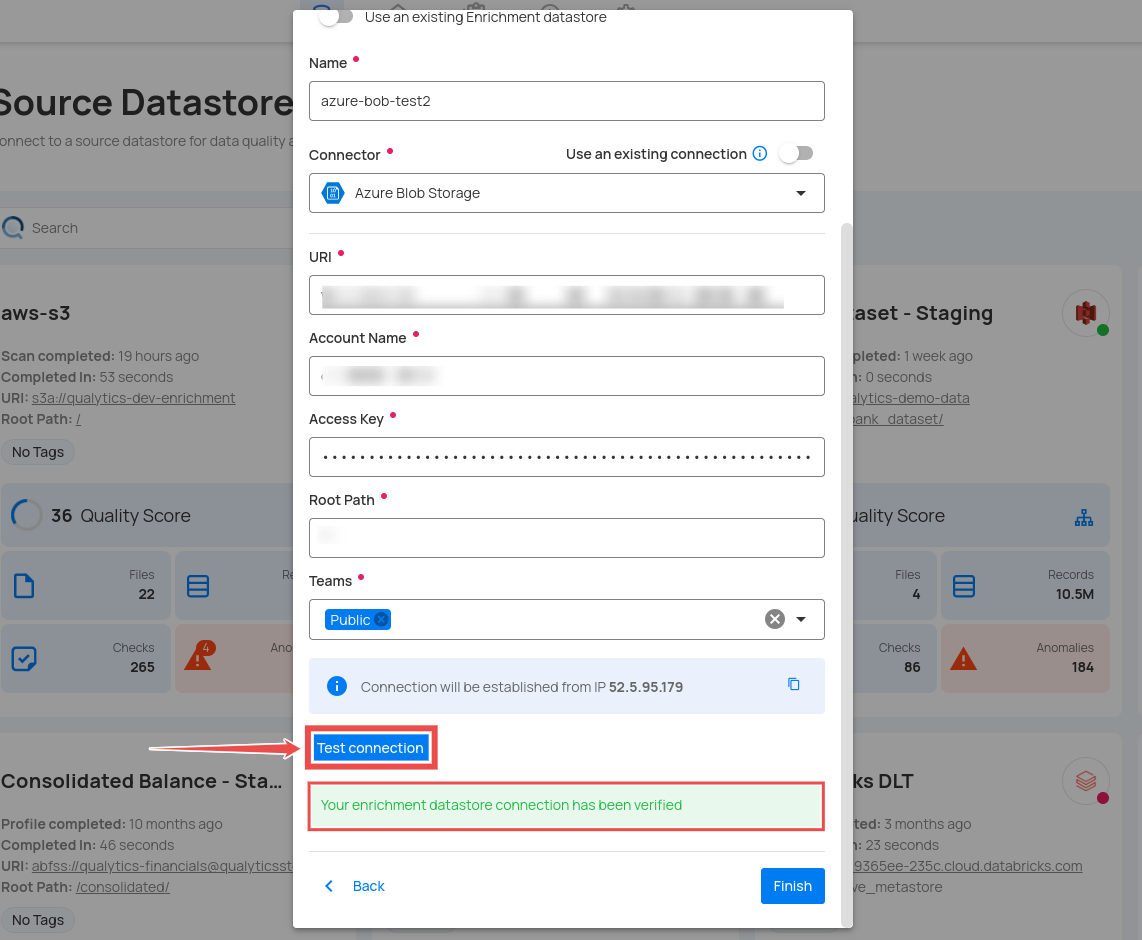 Use an existing Enrichment datastore
Name
azure-bob-test2
Connector
Use an existing connection
Azure Blob Storage
URI
Account Name
Access Key
Root Path
Teams
Public
Connection will be established from IP 52.5.95.179
Test connection
Your enrichment datastore connection has been verified
Back
Finish
Source Datastore
onnect to a source datastore for data quality a
Search
aws-s3
Scan completed: 19 hours ago
Completed In: 53 seconds
URI: s3a://qualytics-dev-enrichment
Root Path: /
No Tags
36 Quality Score
Files
22
Re
Checks
265
4
Ano
Consolidated Balance - Sta...
Profile completed: 10 months ago
Completed In: 46 seconds
URI: abfss://qualytics-financials@qualyticsst
Root Path: /consolidated/
No Tags
taset - Staging
pleted: 1 week ago
n: 0 seconds
alytics-demo-data
bank_dataset/
uality Score
Files
4
Records
10.5M
Checks
86
Anomalies
184
ks DLT
ted: 3 months ago
n: 23 seconds
9365ee-235c.cloud.databricks.com
ve_metastore